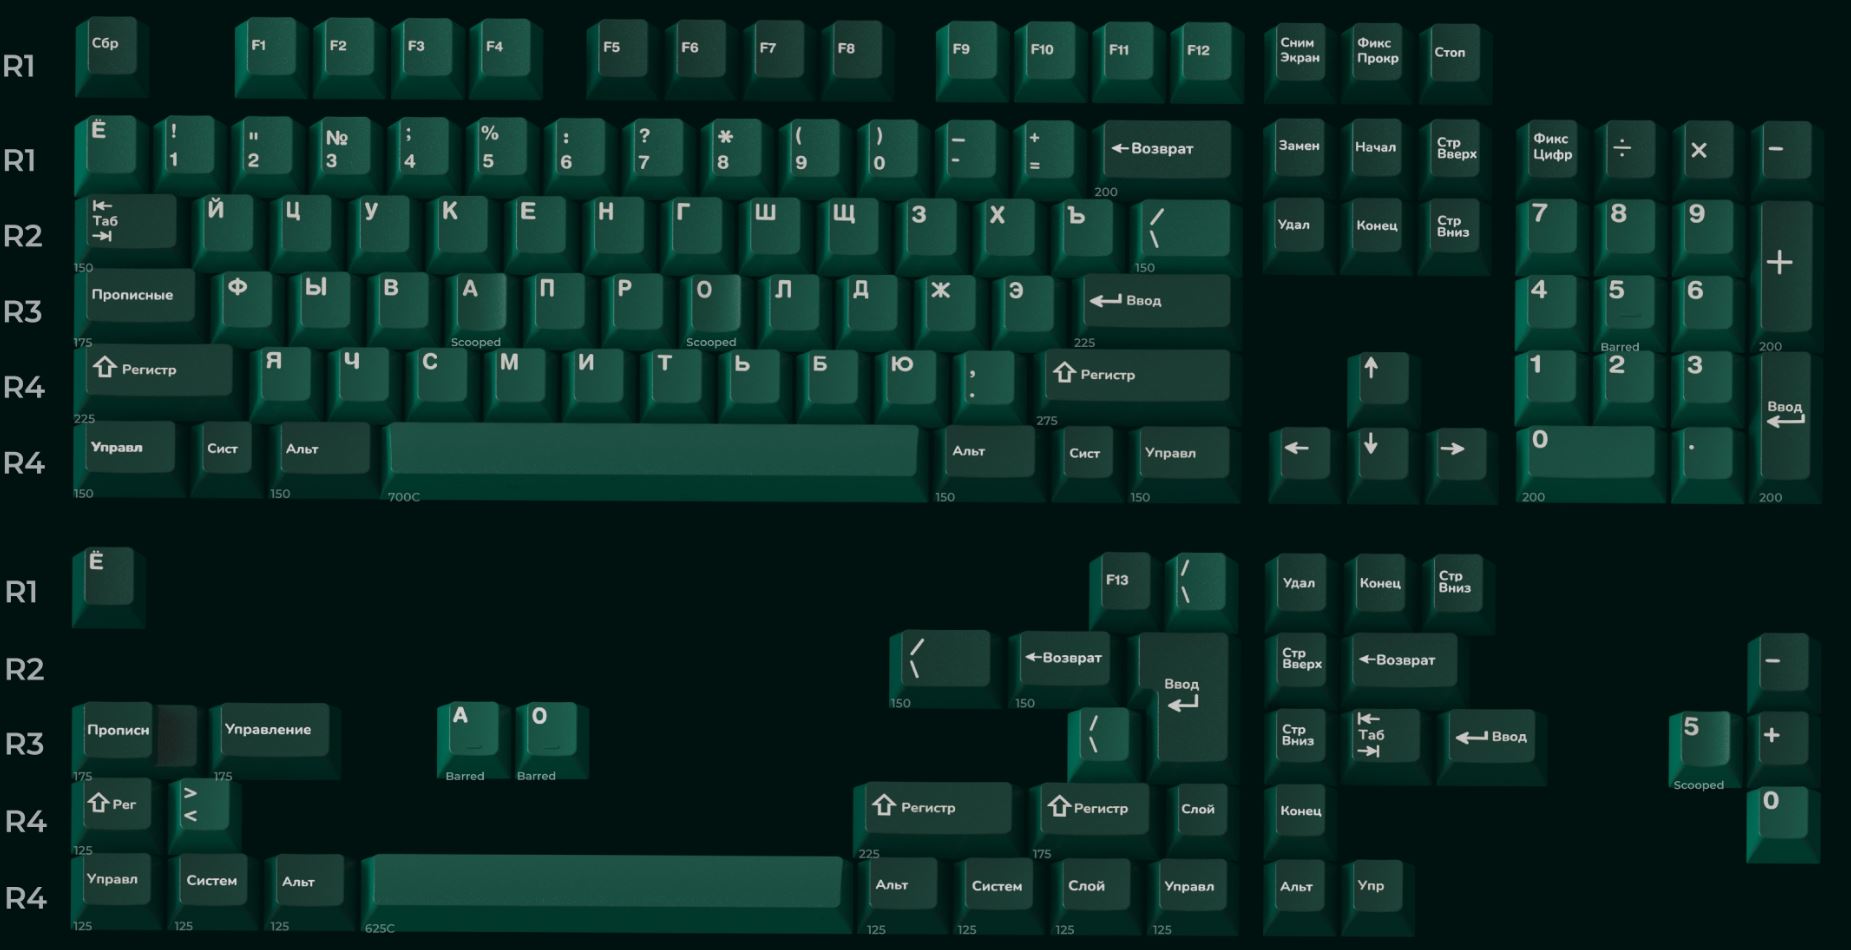 R1
Сбр
F1 F2 F3 F4
F5 F6 F7 F8
F9 F10 F11 F12
Сним
Экран
Фикс
Прокр
Стоп
R1
Ё
!
1
"
2
№
3
;
4
%
5
:
6
?
7
*
8
(
9
)
0
–
-
+
=
←Возврат
200
Замен
Начал
Стр
Вверх
Фикс
Цифр
÷
×
−
R2
Таб
150
Й Ц У К Е Н Г Ш Щ З Х Ъ
/
\
150
Удал
Конец
Стр
Вниз
7 8 9
+
200
R3
Прописные
175
Ф Ы В А П Р О Л Д Ж Э
Scooped
Scooped
Ввод
225
4 5 6
Barred
R4
Регистр
225
Я Ч С М И Т Ь Б Ю
,
.
Регистр
275
↑
1 2 3
Ввод
200
R4
Управл
150
Сист
Альт
150
700C
Альт
150
Сист
Управл
150
← ↓ →
0
200
.
R1
Ё
F13
/
\
Удал
Конец
Стр
Вниз
R2
/
\
150
←Возврат
150
Ввод
Стр
Вверх
←Возврат
−
R3
Прописн
175
Управление
175
А
Barred
О
Barred
/
\
Стр
Вниз
Таб
Ввод
5
Scooped
+
R4
Рег
125
>
<
Регистр
225
Регистр
175
Слой
Конец
0
R4
Управл
125
Систем
125
Альт
125
625C
Альт
125
Систем
125
Слой
125
Управл
125
Альт
Упр